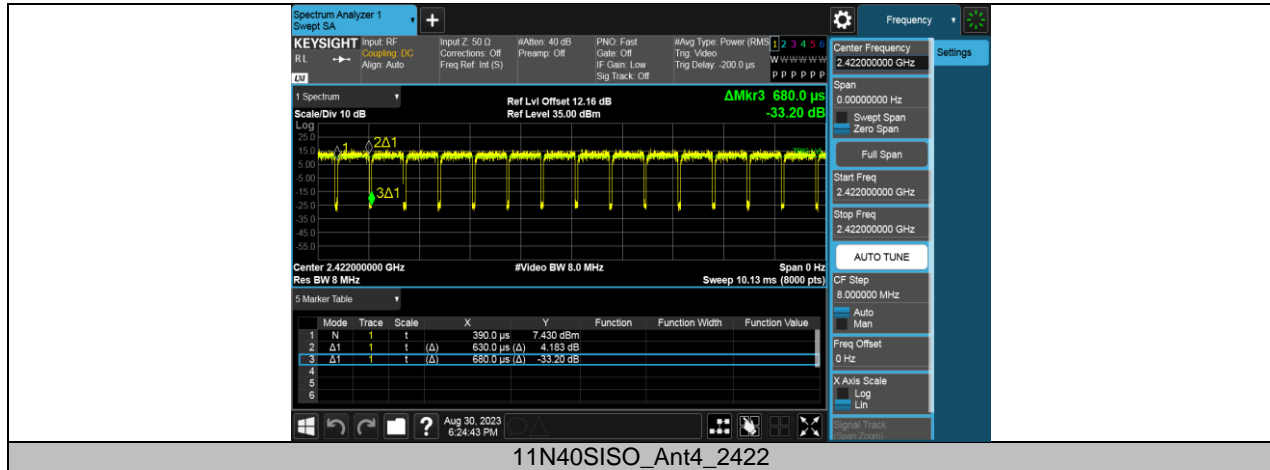 Spectrum Analyzer 1
Swept SA
+
Frequency
KEYSIGHT
RL
LXI
Input: RF
Coupling: DC
Align: Auto
Input Z: 50 Ω
Corrections: Off
Freq Ref: Int (S)
#Atten: 40 dB
Preamp: Off
PNO: Fast
Gate: Off
IF Gain: Low
Sig Track: Off
#Avg Type: Power (RMS
Trig: Video
Trig Delay: -200.0 µs
1 2 3 4 5 6
W W W W W W
P P P P P P
Center Frequency
2.422000000 GHz
Settings
1 Spectrum
Scale/Div 10 dB
Ref Lvl Offset 12.16 dB
Ref Level 35.00 dBm
ΔMkr3 680.0 µs
-33.20 dB
Log
25.0
15.0
5.00
-5.00
-15.0
-25.0
-35.0
-45.0
-55.0
1
2Δ1
3Δ1
Center 2.422000000 GHz
#Video BW 8.0 MHz
Span 0 Hz
Res BW 8 MHz
Sweep 10.13 ms (8000 pts)
Span
0.00000000 Hz
Swept Span
Zero Span
Full Span
Start Freq
2.422000000 GHz
Stop Freq
2.422000000 GHz
AUTO TUNE
CF Step
8.000000 MHz
Auto
Man
Freq Offset
0 Hz
X Axis Scale
Log
Lin
Signal Track
(Span Zoom)
5 Marker Table
Mode Trace Scale X Y Function Function Width Function Value
1 N 1 t 390.0 µs 7.430 dBm
2 Δ1 1 t (Δ) 630.0 µs (Δ) 4.183 dB
3 Δ1 1 t (Δ) 680.0 µs (Δ) -33.20 dB
4
5
6
?
Aug 30, 2023
6:24:43 PM
11N40SISO_Ant4_2422